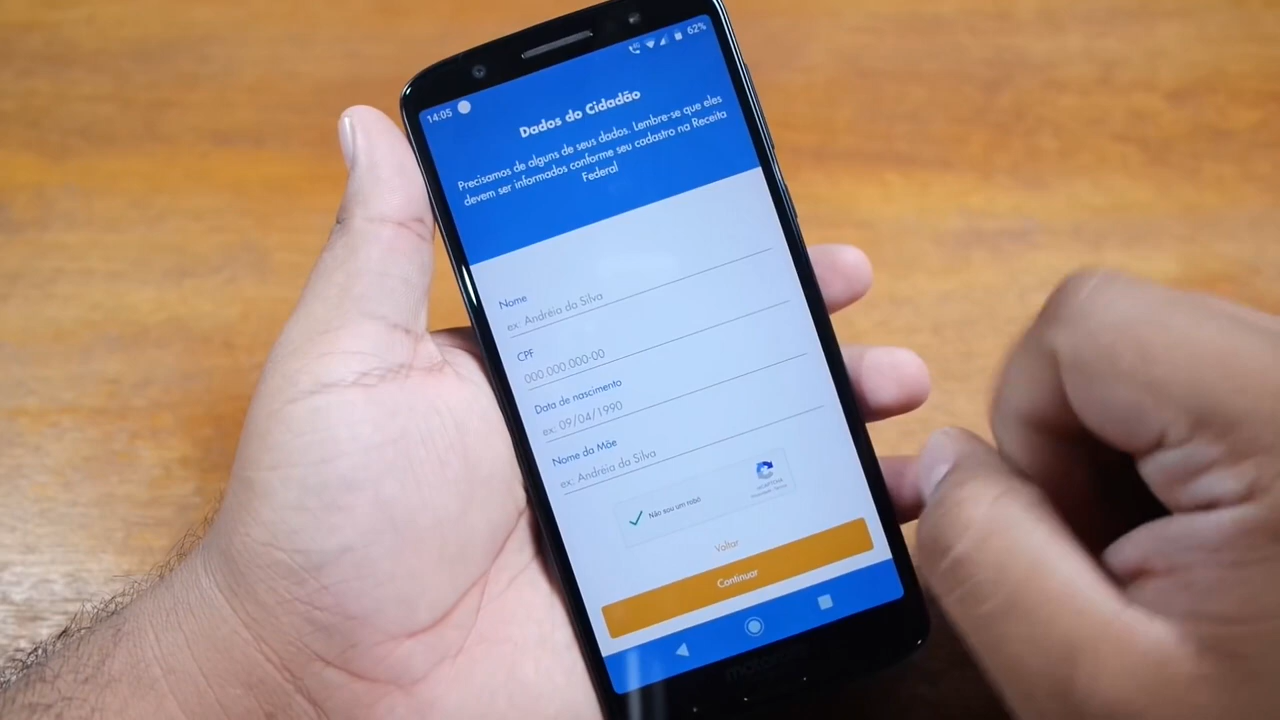 14:05 62%
Dados do Cidadão
Precisamos de alguns de seus dados. Lembre-se que eles
devem ser informados conforme seu cadastro na Receita
Federal
Nome
ex: Andréia da Silva
CPF
000.000.000-00
Data de nascimento
ex: 09/04/1990
Nome da Mãe
ex: Andréia da Silva
Não sou um robô
reCAPTCHA
Voltar
Continuar